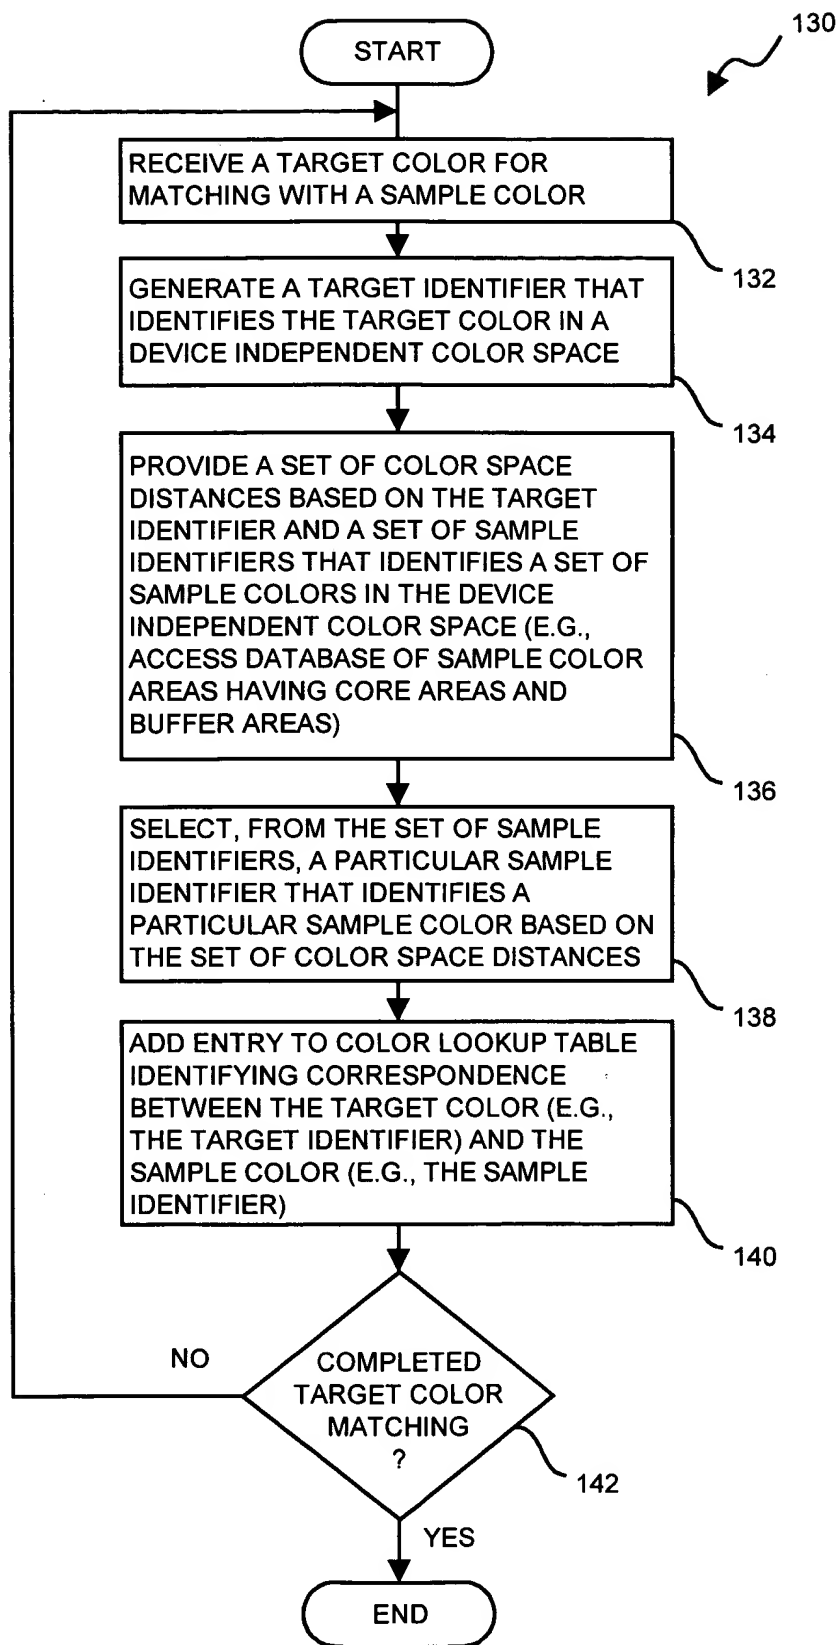 START
130
RECEIVE A TARGET COLOR FOR
MATCHING WITH A SAMPLE COLOR
132
GENERATE A TARGET IDENTIFIER THAT
IDENTIFIES THE TARGET COLOR IN A
DEVICE INDEPENDENT COLOR SPACE
134
PROVIDE A SET OF COLOR SPACE
DISTANCES BASED ON THE TARGET
IDENTIFIER AND A SET OF SAMPLE
IDENTIFIERS THAT IDENTIFIES A SET OF
SAMPLE COLORS IN THE DEVICE
INDEPENDENT COLOR SPACE (E.G.,
ACCESS DATABASE OF SAMPLE COLOR
AREAS HAVING CORE AREAS AND
BUFFER AREAS)
136
SELECT, FROM THE SET OF SAMPLE
IDENTIFIERS, A PARTICULAR SAMPLE
IDENTIFIER THAT IDENTIFIES A
PARTICULAR SAMPLE COLOR BASED ON
THE SET OF COLOR SPACE DISTANCES
138
ADD ENTRY TO COLOR LOOKUP TABLE
IDENTIFYING CORRESPONDENCE
BETWEEN THE TARGET COLOR (E.G.,
THE TARGET IDENTIFIER) AND THE
SAMPLE COLOR (E.G., THE SAMPLE
IDENTIFIER)
140
NO
COMPLETED
TARGET COLOR
MATCHING
?
142
YES
END